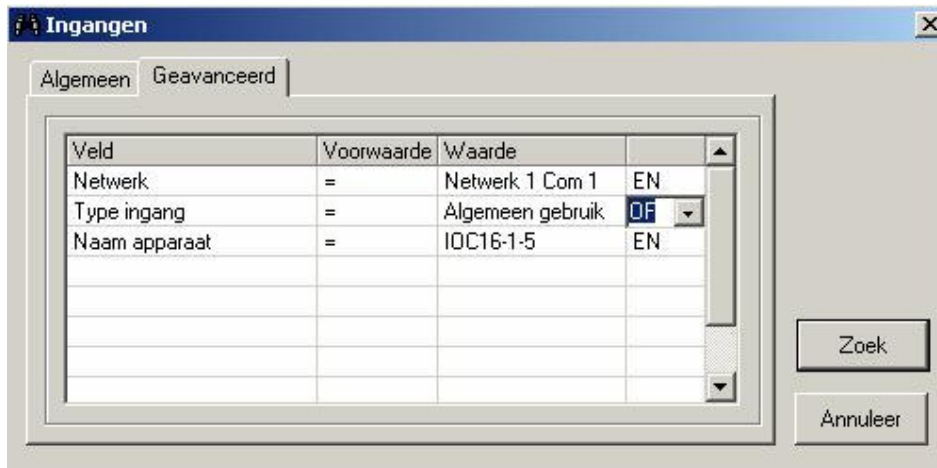 Ingangen
Algemeen Geavanceerd
Veld Voorwaarde Waarde
Netwerk = Netwerk 1 Com 1 EN
Type ingang = Algemeen gebruik OF
Naam apparaat = IOC16-1-5 EN
Zoek
Annuleer